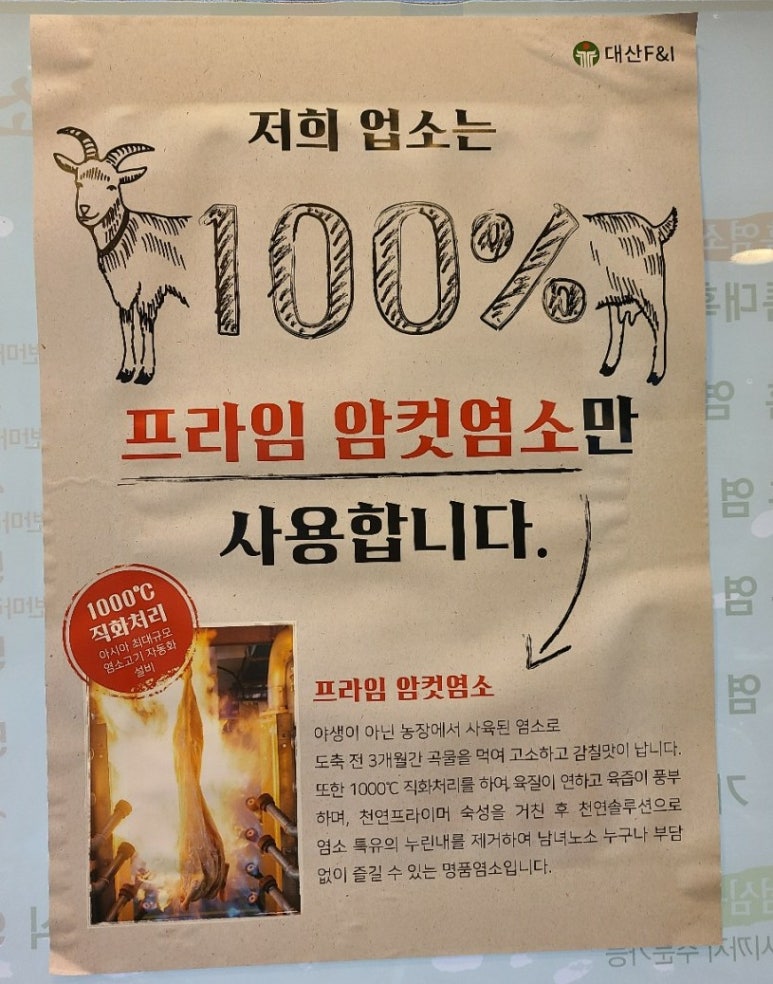 대산F&I
저희 업소는
100%
프라임 암컷염소만
사용합니다.
1000℃
직화처리
아시아 최대규모
염소고기 자동화
설비
프라임 암컷염소
야생이 아닌 농장에서 사육된 염소로
도축 전 3개월간 곡물을 먹여 고소하고 감칠맛이 납니다.
또한 1000℃ 직화처리를 하여 육질이 연하고 육즙이 풍부
하며, 천연프라이머 숙성을 거친 후 천연솔루션으로
염소 특유의 누린내를 제거하여 남녀노소 누구나 부담
없이 즐길 수 있는 명품염소입니다.